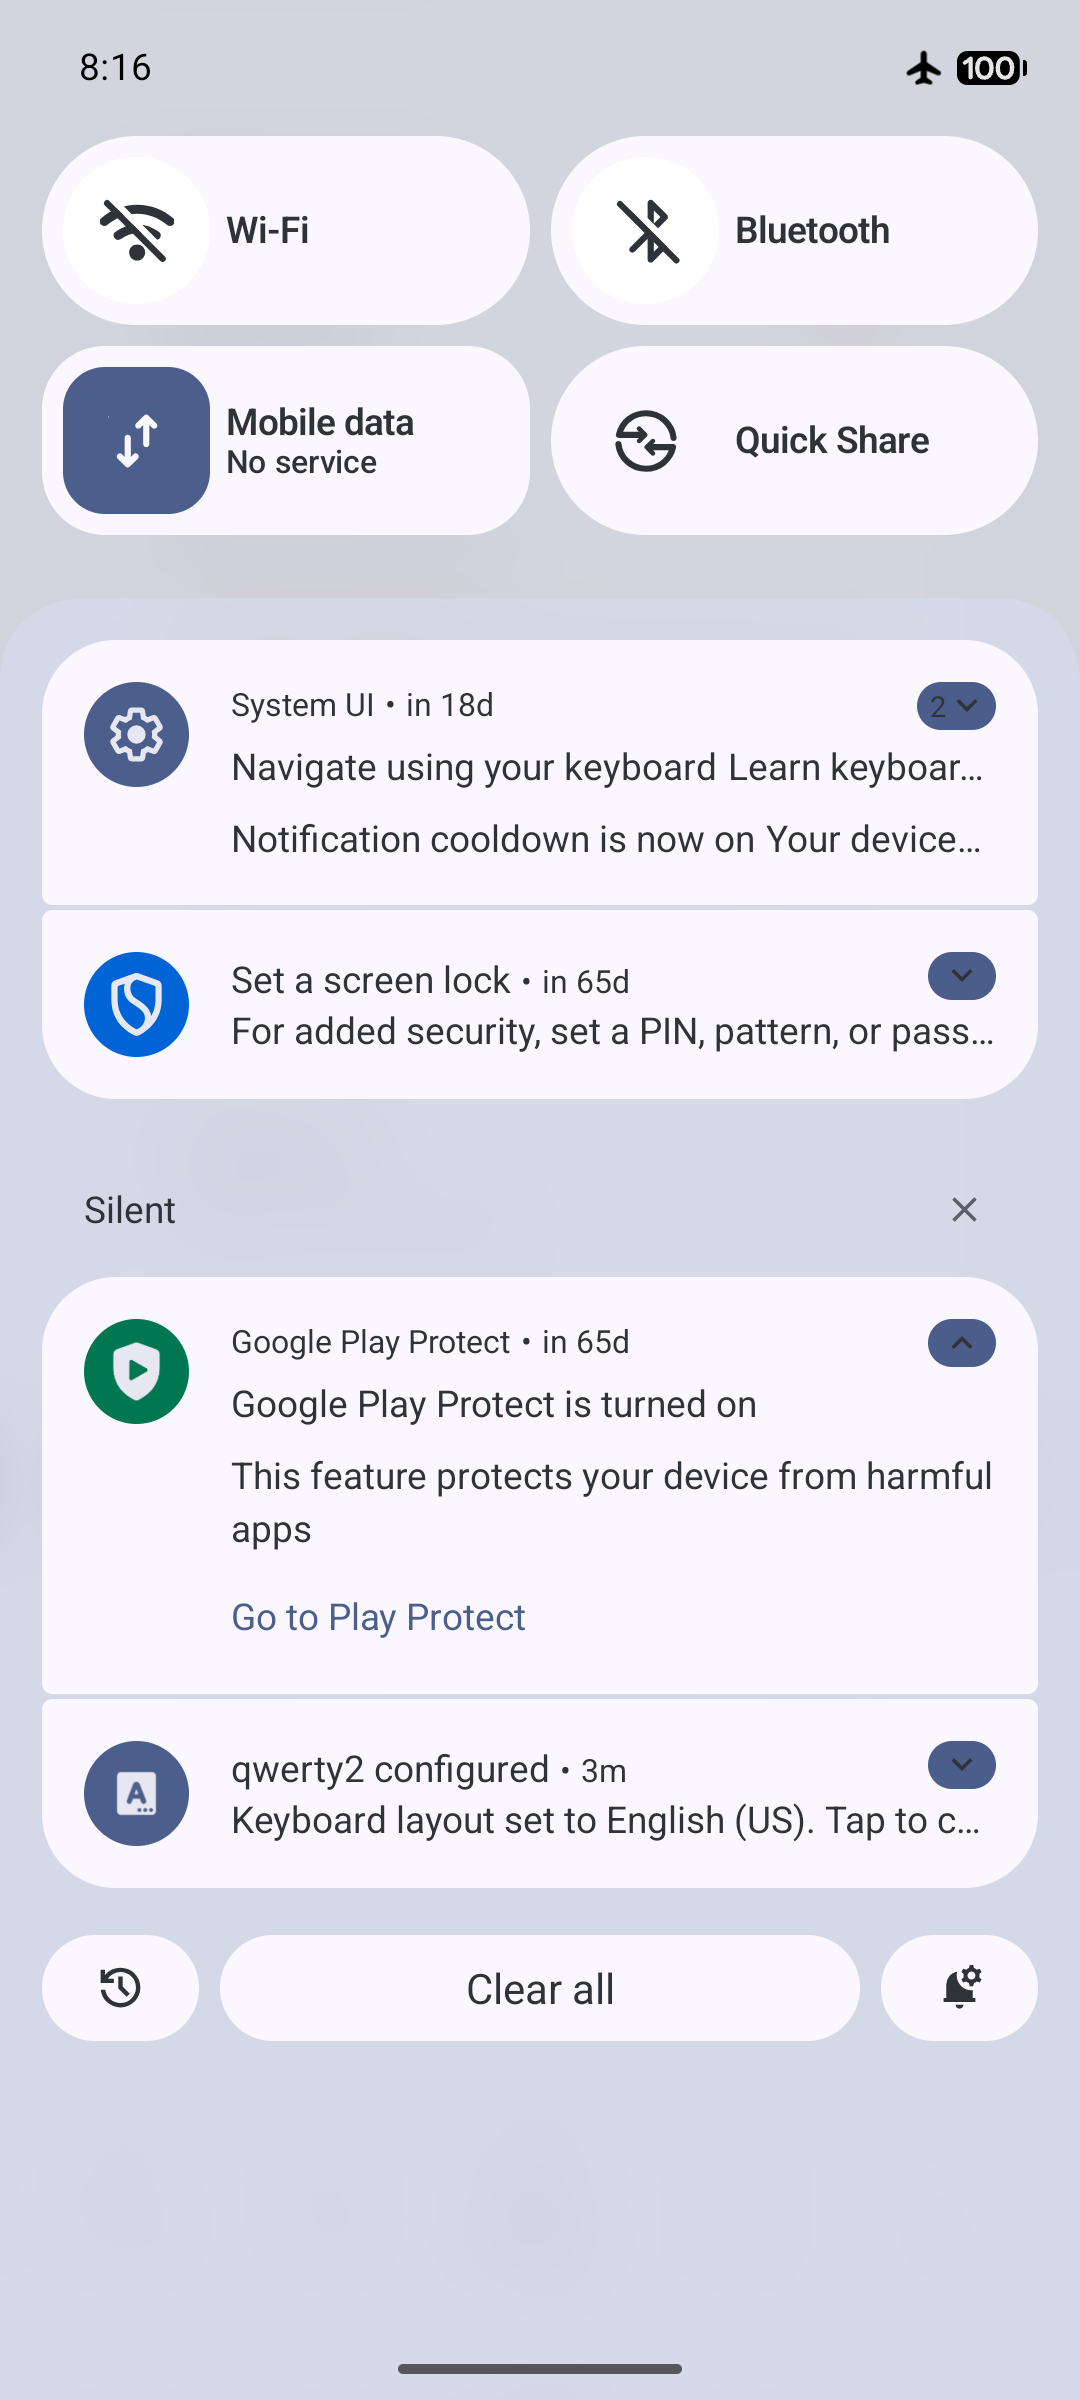 8:16
100
Wi-Fi
Bluetooth
Mobile data
No service
Quick Share
System UI • in 18d
2
Navigate using your keyboard Learn keyboar…
Notification cooldown is now on Your device…
Set a screen lock • in 65d
For added security, set a PIN, pattern, or pass…
Silent
Google Play Protect • in 65d
Google Play Protect is turned on
This feature protects your device from harmful
apps
Go to Play Protect
qwerty2 configured • 3m
Keyboard layout set to English (US). Tap to c…
Clear all